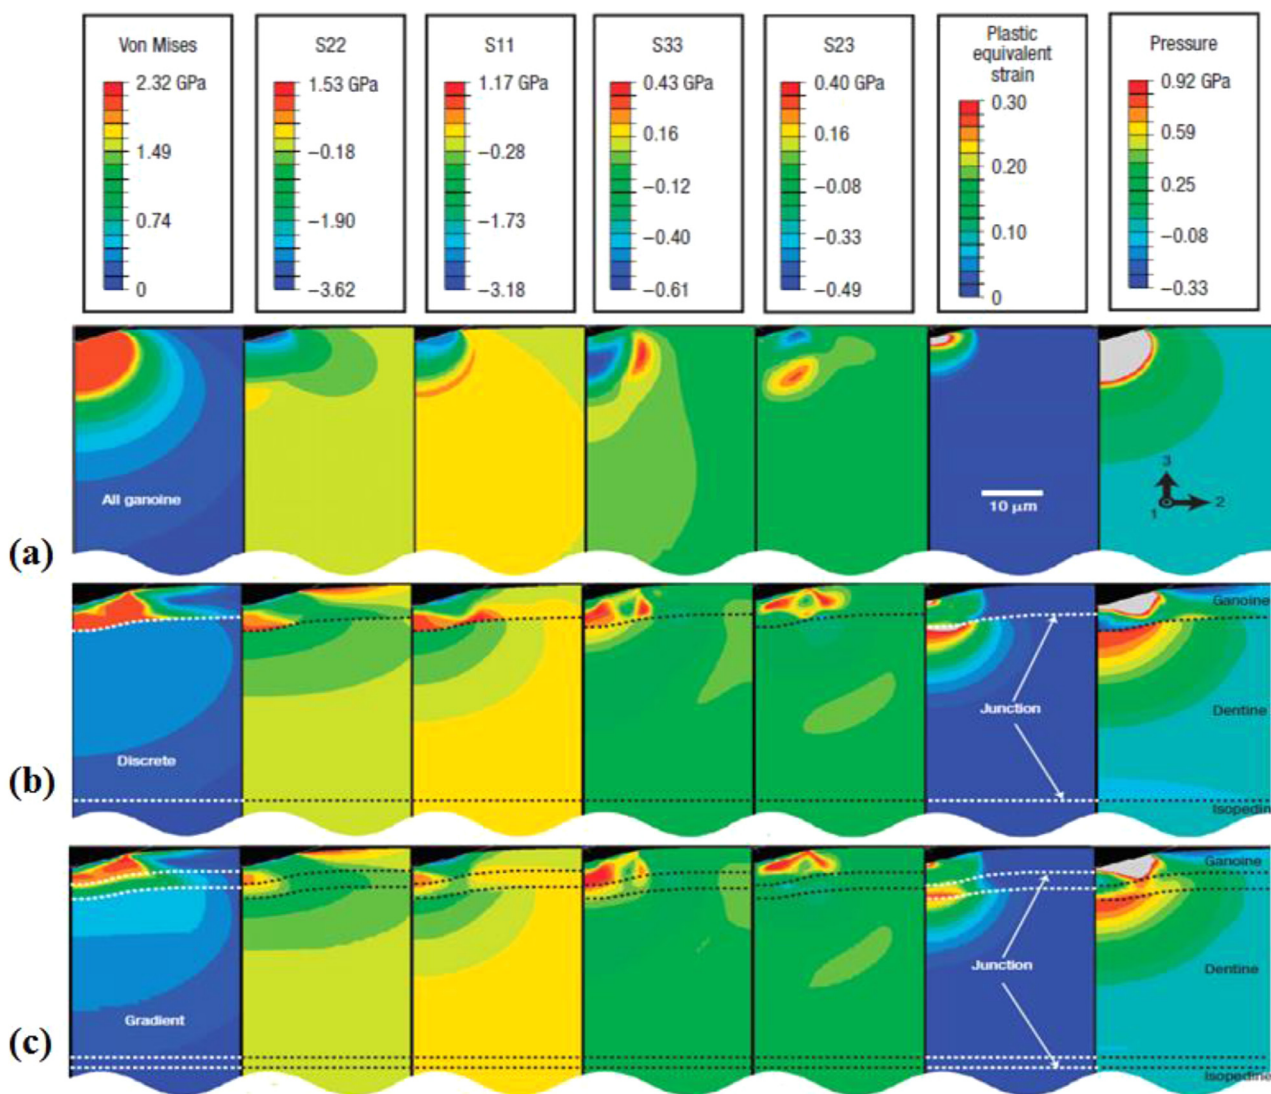 Von Mises
2.32 GPa
1.49
0.74
0
S22
1.53 GPa
−0.18
−1.90
−3.62
S11
1.17 GPa
−0.28
−1.73
−3.18
S33
0.43 GPa
0.16
−0.12
−0.40
−0.61
S23
0.40 GPa
0.16
−0.08
−0.33
−0.49
Plastic
equivalent
strain
0.30
0.20
0.10
0
Pressure
0.92 GPa
0.59
0.25
−0.08
−0.33
(a)
All ganoine
10 μm
3
2
1
(b)
Discrete
Junction
Ganoine
Dentine
Isopedin
(c)
Gradient
Junction
Ganoine
Dentine
Isopedine